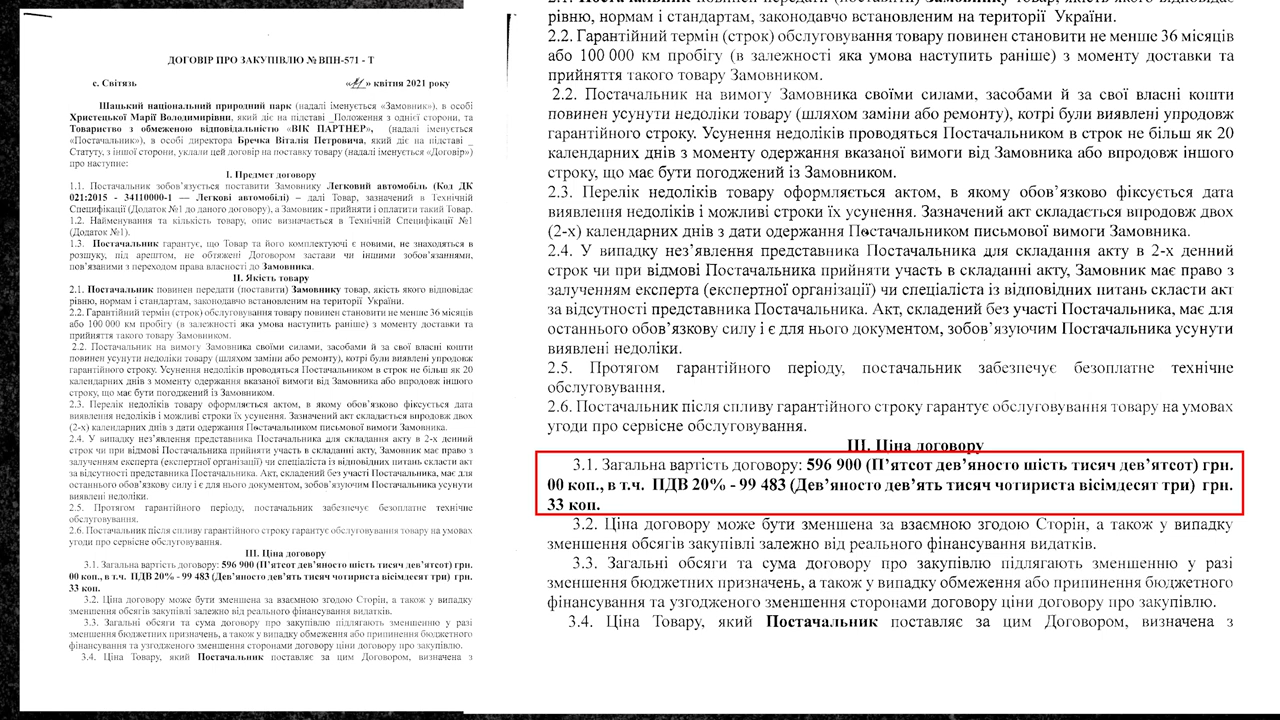 ДОГОВІР ПРО ЗАКУПІВЛЮ № ВПН-571 - Т
с. Світязь « » квітня 2021 року
Шацький національний природний парк (надалі іменується «Замовник»), в особі
Христецької Марії Володимирівни, який діє на підставі _Положення з однієї сторони, та
Товариство з обмеженою відповідальністю «ВІК ПАРТНЕР», (надалі іменується
«Постачальник»), в особі директора Бречка Віталія Петровича, який діє на підставі _
Статуту, з іншої сторони, уклали цей договір на поставку товару (надалі іменується «Договір»)
про наступне:
І. Предмет договору
1.1. Постачальник зобов’язується поставити Замовнику Легковий автомобіль (Код ДК
021:2015 - 34110000-1 — Легкові автомобілі) – далі Товар, зазначений в Технічній
Специфікації (Додаток №1 до даного договору), а Замовник - прийняти і оплатити такий Товар.
1.2. Найменування та кількість товару, опис визначається в Технічній Специфікації №1
(Додаток №1).
1.3. Постачальник гарантує, що Товар та його комплектуючі є новими, не знаходяться в
розшуку, під арештом, не обтяжені Договором застави чи іншими зобов’язаннями,
пов’язаними з переходом права власності до Замовника.
ІІ. Якість товару
2.1. Постачальник повинен передати (поставити) Замовнику товар, якість якого відповідає
рівню, нормам і стандартам, законодавчо встановленим на території України.
2.2. Гарантійний термін (строк) обслуговування товару повинен становити не менше 36 місяців
або 100 000 км пробігу (в залежності яка умова наступить раніше) з моменту доставки та
прийняття такого товару Замовником.
2.2. Постачальник на вимогу Замовника своїми силами, засобами й за свої власні кошти
повинен усунути недоліки товару (шляхом заміни або ремонту), котрі були виявлені упродовж
гарантійного строку. Усунення недоліків проводяться Постачальником в строк не більш як 20
календарних днів з моменту одержання вказаної вимоги від Замовника або впродовж іншого
строку, що має бути погоджений із Замовником.
2.3. Перелік недоліків товару оформляється актом, в якому обов’язково фіксується дата
виявлення недоліків і можливі строки їх усунення. Зазначений акт складається впродовж двох
(2-х) календарних днів з дати одержання Постачальником письмової вимоги Замовника.
2.4. У випадку нез’явлення представника Постачальника для складання акту в 2-х денний
строк чи при відмові Постачальника прийняти участь в складанні акту, Замовник має право з
залученням експерта (експертної організації) чи спеціаліста із відповідних питань скласти акт
за відсутності представника Постачальника. Акт, складений без участі Постачальника, має для
останнього обов’язкову силу і є для нього документом, зобов’язуючим Постачальника усунути
виявлені недоліки.
2.5. Протягом гарантійного періоду, постачальник забезпечує безоплатне технічне
обслуговування.
2.6. Постачальник після спливу гарантійного строку гарантує обслуговування товару на умовах
угоди про сервісне обслуговування.
ІІІ. Ціна договору
3.1. Загальна вартість договору: 596 900 (П’ятсот дев’яносто шість тисяч дев’ятсот) грн.
00 коп., в т.ч. ПДВ 20% - 99 483 (Дев’яносто дев’ять тисяч чотириста вісімдесят три) грн.
33 коп.
3.2. Ціна договору може бути зменшена за взаємною згодою Сторін, а також у випадку
зменшення обсягів закупівлі залежно від реального фінансування видатків.
3.3. Загальні обсяги та сума договору про закупівлю підлягають зменшенню у разі
зменшення бюджетних призначень, а також у випадку обмеження або припинення бюджетного
фінансування та узгодженого зменшення сторонами договору ціни договору про закупівлю.
3.4. Ціна Товару, який Постачальник поставляє за цим Договором, визначена з
2.1. Постачальник повинен передати (поставити) Замовнику товар, якість якого відповідає
рівню, нормам і стандартам, законодавчо встановленим на території України.
2.2. Гарантійний термін (строк) обслуговування товару повинен становити не менше 36 місяців
або 100 000 км пробігу (в залежності яка умова наступить раніше) з моменту доставки та
прийняття такого товару Замовником.
2.2. Постачальник на вимогу Замовника своїми силами, засобами й за свої власні кошти
повинен усунути недоліки товару (шляхом заміни або ремонту), котрі були виявлені упродовж
гарантійного строку. Усунення недоліків проводяться Постачальником в строк не більш як 20
календарних днів з моменту одержання вказаної вимоги від Замовника або впродовж іншого
строку, що має бути погоджений із Замовником.
2.3. Перелік недоліків товару оформляється актом, в якому обов’язково фіксується дата
виявлення недоліків і можливі строки їх усунення. Зазначений акт складається впродовж двох
(2-х) календарних днів з дати одержання Постачальником письмової вимоги Замовника.
2.4. У випадку нез’явлення представника Постачальника для складання акту в 2-х денний
строк чи при відмові Постачальника прийняти участь в складанні акту, Замовник має право з
залученням експерта (експертної організації) чи спеціаліста із відповідних питань скласти акт
за відсутності представника Постачальника. Акт, складений без участі Постачальника, має для
останнього обов’язкову силу і є для нього документом, зобов’язуючим Постачальника усунути
виявлені недоліки.
2.5. Протягом гарантійного періоду, постачальник забезпечує безоплатне технічне
обслуговування.
2.6. Постачальник після спливу гарантійного строку гарантує обслуговування товару на умовах
угоди про сервісне обслуговування.
ІІІ. Ціна договору
3.1. Загальна вартість договору: 596 900 (П’ятсот дев’яносто шість тисяч дев’ятсот) грн.
00 коп., в т.ч. ПДВ 20% - 99 483 (Дев’яносто дев’ять тисяч чотириста вісімдесят три) грн.
33 коп.
3.2. Ціна договору може бути зменшена за взаємною згодою Сторін, а також у випадку
зменшення обсягів закупівлі залежно від реального фінансування видатків.
3.3. Загальні обсяги та сума договору про закупівлю підлягають зменшенню у разі
зменшення бюджетних призначень, а також у випадку обмеження або припинення бюджетного
фінансування та узгодженого зменшення сторонами договору ціни договору про закупівлю.
3.4. Ціна Товару, який Постачальник поставляє за цим Договором, визначена з